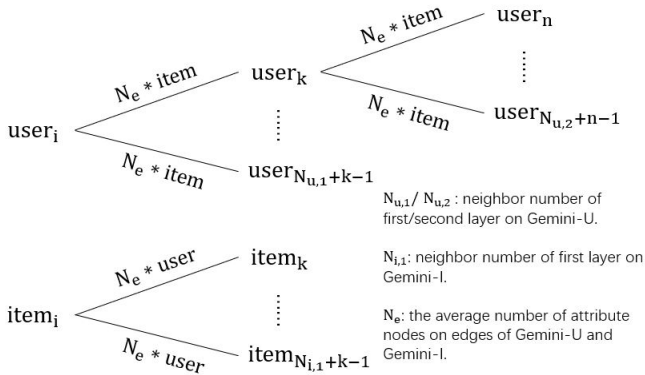 user_n
N_e * item
user_k
N_e * item
N_e * item
user_{N_{u,2}+n−1}
user_i
N_e * item
user_{N_{u,1}+k−1}
N_{u,1}/ N_{u,2} : neighbor number of
first/second layer on Gemini-U.
N_e * user
item_k
N_{i,1}: neighbor number of first layer on
Gemini-I.
item_i
N_e: the average number of attribute
nodes on edges of Gemini-U and
Gemini-I.
N_e * user
item_{N_{i,1}+k−1}